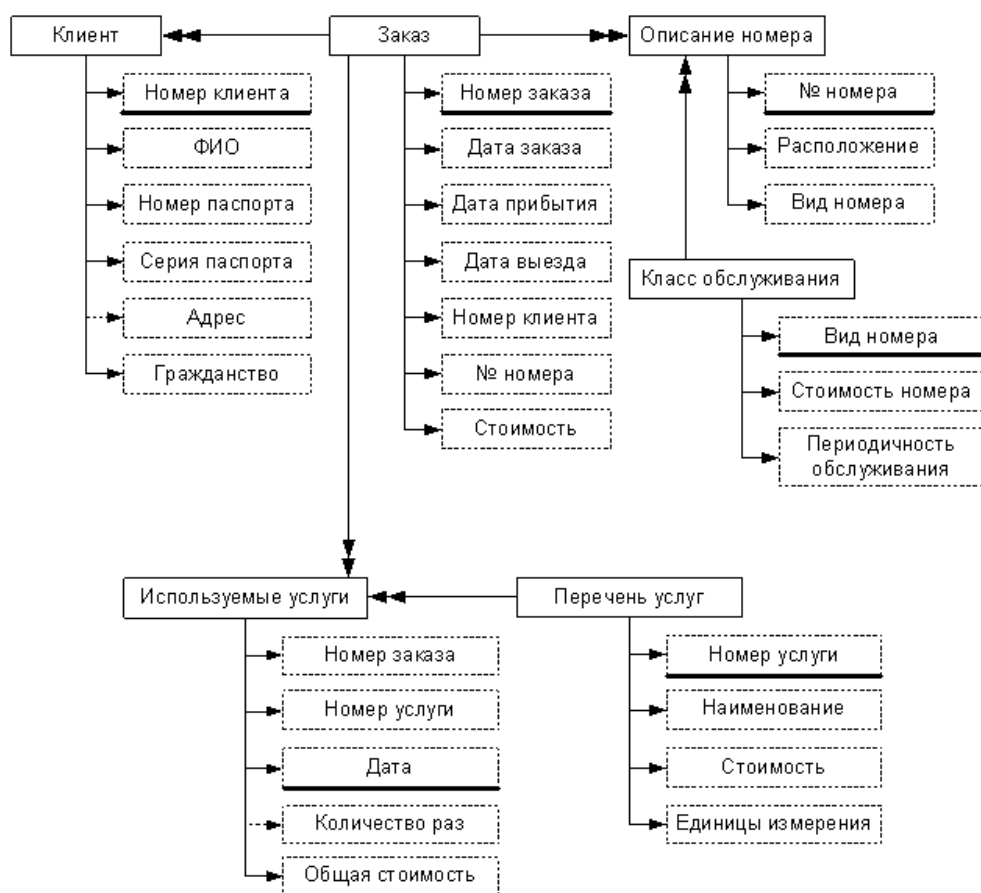 Клиент
Заказ
Описание номера
Номер клиента
ФИО
Номер паспорта
Серия паспорта
Адрес
Гражданство
Номер заказа
Дата заказа
Дата прибытия
Дата выезда
Номер клиента
№ номера
Стоимость
№ номера
Расположение
Вид номера
Класс обслуживания
Вид номера
Стоимость номера
Периодичность
обслуживания
Используемые услуги
Перечень услуг
Номер заказа
Номер услуги
Дата
Количество раз
Общая стоимость
Номер услуги
Наименование
Стоимость
Единицы измерения